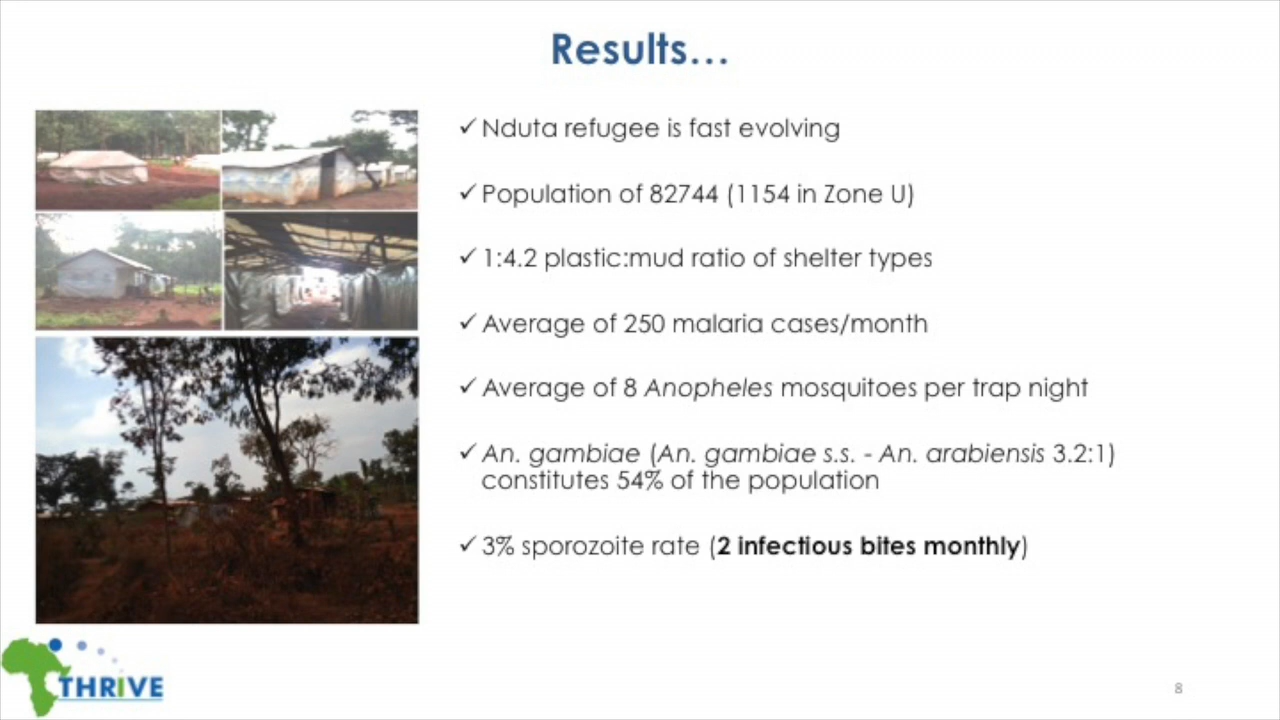 Results...
✓ Nduta refugee is fast evolving
✓ Population of 82744 (1154 in Zone U)
✓ 1:4.2 plastic:mud ratio of shelter types
✓ Average of 250 malaria cases/month
✓ Average of 8 Anopheles mosquitoes per trap night
✓ An. gambiae (An. gambiae s.s. - An. arabiensis 3.2:1)
constitutes 54% of the population
✓ 3% sporozoite rate (2 infectious bites monthly)
THRIVE
8